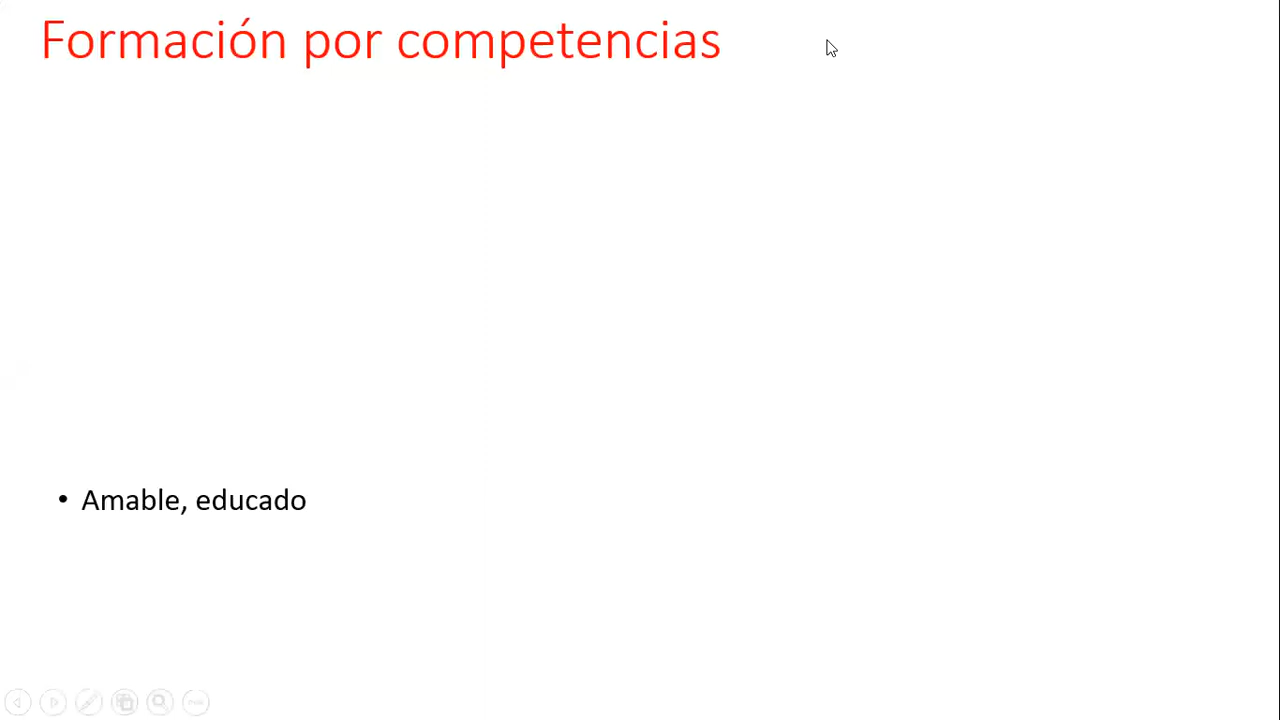 Formación por competencias
• Amable, educado